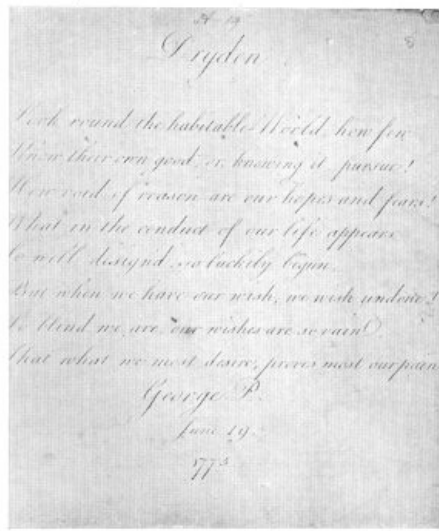 Dryden
Look round the habitable World, how few
Know their own good, or, knowing it pursue!
How void of reason are our hopes and fears!
What in the conduct of our life appears
So well design'd, so luckily begun
But when we have our wish, we wish undone!
So blind we are, our wishes are so vain
That what we most desire, proves most our pain
George P.
June 19.